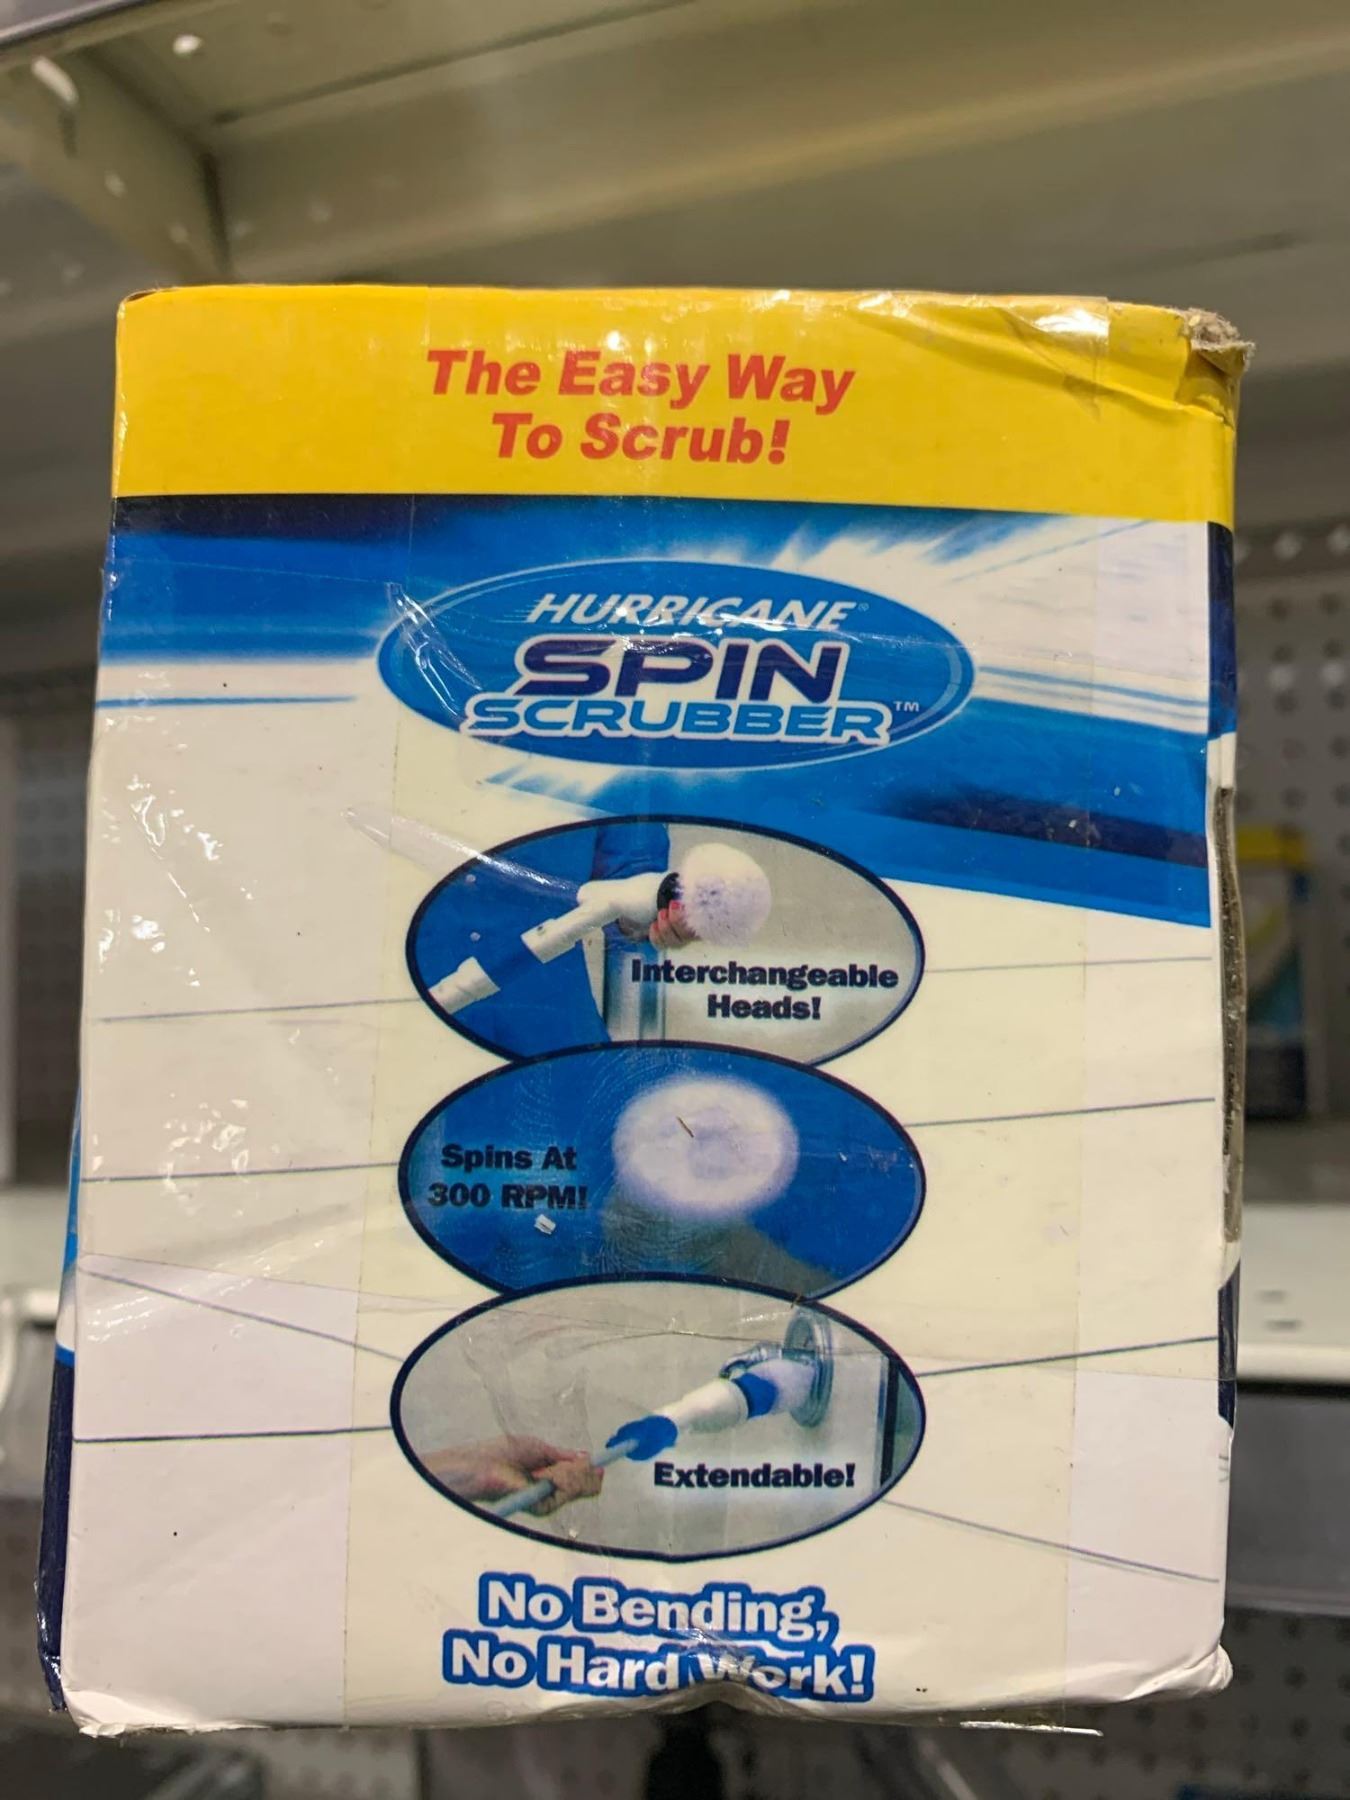 The Easy Way
To Scrub!
HURRICANE®
SPIN
SCRUBBER™
Interchangeable
Heads!
Spins At
300 RPM!
Extendable!
No Bending,
No Hard Work!